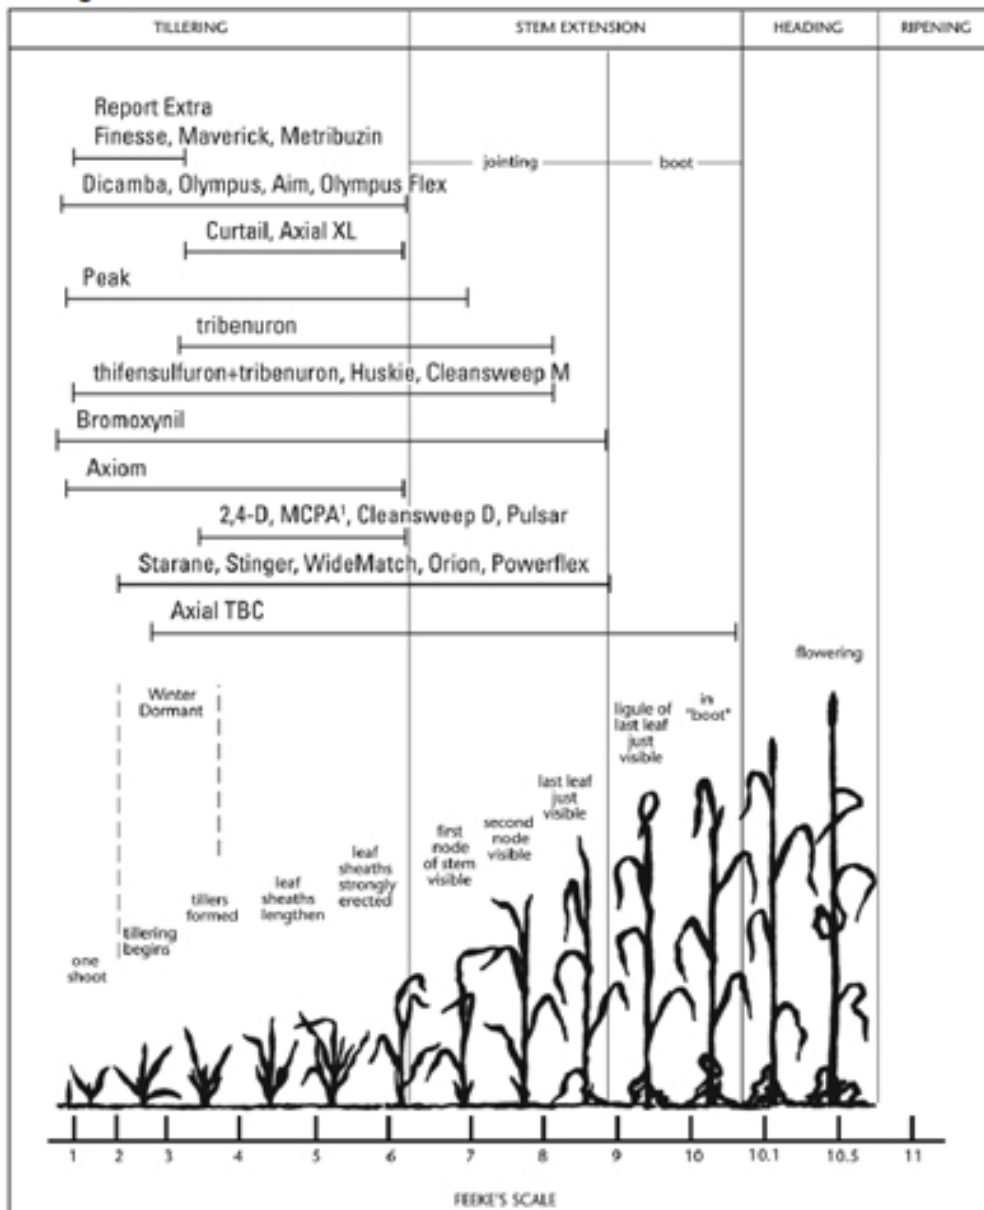 TILLERING STEM EXTENSION HEADING RIPENING
Report Extra
Finesse, Maverick, Metribuzin
jointing boot
Dicamba, Olympus, Aim, Olympus Flex
Curtail, Axial XL
Peak
tribenuron
thifensulfuron+tribenuron, Huskie, Cleansweep M
Bromoxynil
Axiom
2,4-D, MCPA¹, Cleansweep D, Pulsar
Starane, Stinger, WideMatch, Orion, Powerflex
Axial TBC
one
shoot
Winter
Dormant
tillering
begins
tillers
formed
leaf
sheaths
lengthen
leaf
sheaths
strongly
erected
first
node
of stem
visible
second
node
visible
last leaf
just
visible
ligule of
last leaf
just
visible
in
"boot"
flowering
1 2 3 4 5 6 7 8 9 10 10.1 10.5 11
FEEKE'S SCALE